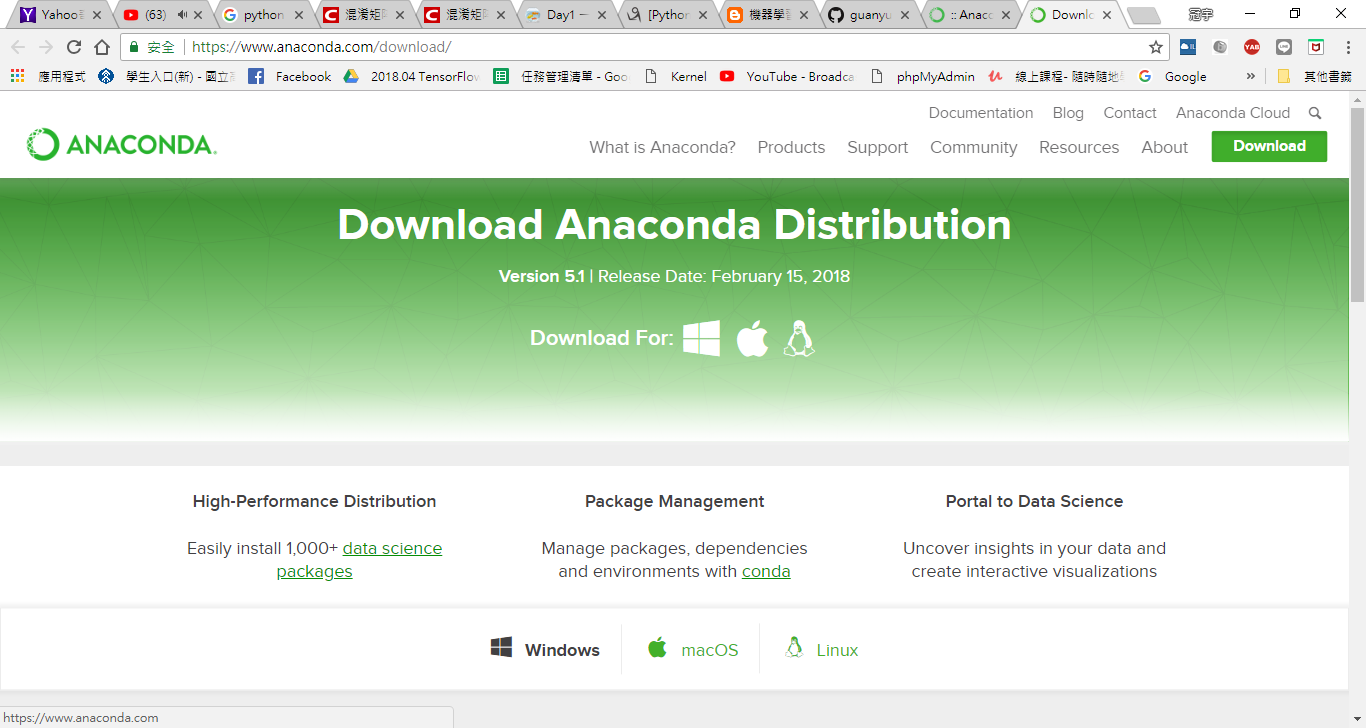 Yahoo
(63)
python
混淆矩
混淆矩
Day1 —
[Python
機器學習
guanyu
:: Anaco
Downlo
冠宇
安全
https://www.anaconda.com/download/
應用程式
學生入口(新) - 國立
Facebook
2018.04 TensorFlow
任務管理清單 - Goo
Kernel
YouTube - Broadca
phpMyAdmin
線上課程- 隨時隨地
Google
»
其他書籤
Documentation
Blog
Contact
Anaconda Cloud
ANACONDA.
What is Anaconda?
Products
Support
Community
Resources
About
Download
Download Anaconda Distribution
Version 5.1 | Release Date: February 15, 2018
Download For:
High-Performance Distribution
Easily install 1,000+ data science
packages
Package Management
Manage packages, dependencies
and environments with conda
Portal to Data Science
Uncover insights in your data and
create interactive visualizations
Windows
macOS
Linux
https://www.anaconda.com